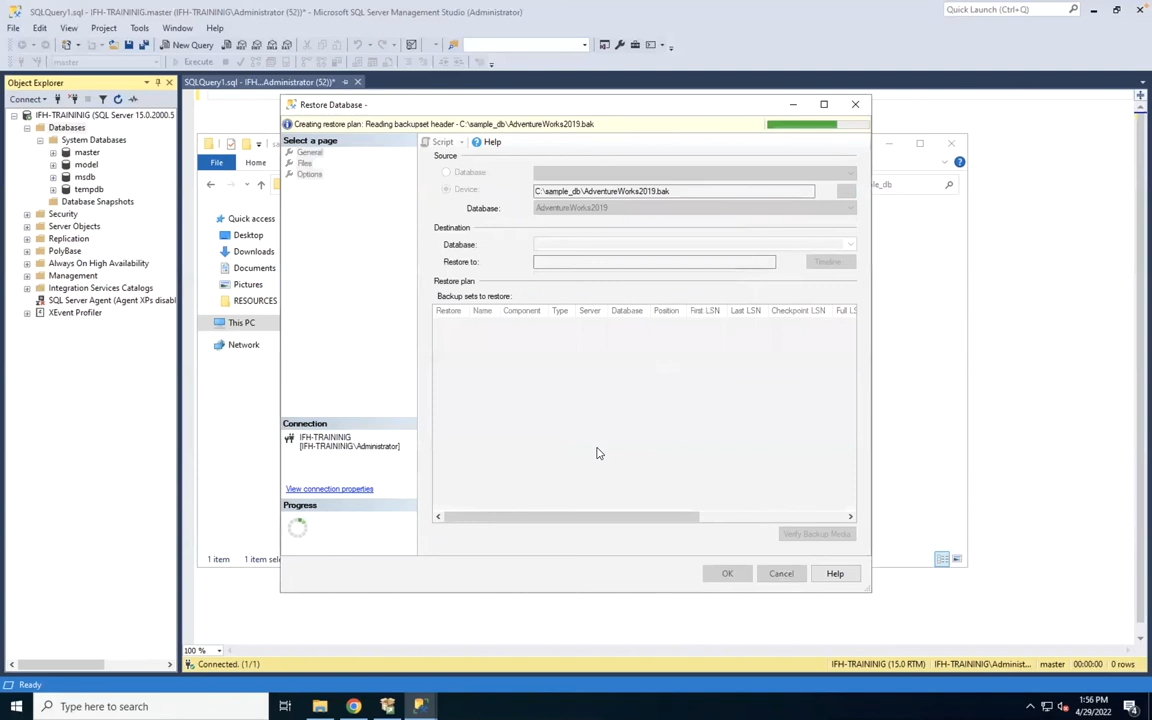 SQLQuery1.sql - IFH-TRAINING.master (IFH-TRAINIG\Administrator (52))* - Microsoft SQL Server Management Studio (Administrator)
Quick Launch (Ctrl+Q)
File Edit View Project Tools Window Help
New Query
master
Execute
Object Explorer
SQLQuery1.sql - IFH...Administrator (52))*
Connect
IFH-TRAINIG (SQL Server 15.0.2000.5
Databases
System Databases
master
model
msdb
tempdb
Database Snapshots
Security
Server Objects
Replication
PolyBase
Always On High Availability
Management
Integration Services Catalogs
SQL Server Agent (Agent XPs disabl
XEvent Profiler
File Home
le_db
Quick access
Desktop
Downloads
Documents
Pictures
RESOURCES
This PC
Network
1 item 1 item sele
Restore Database -
Creating restore plan: Reading backupset header - C:\sample_db\AdventureWorks2019.bak
Select a page
General
Files
Options
Script Help
Source
Database
Device: C:\sample_db\AdventureWorks2019.bak
Database: AdventureWorks2019
Destination
Database:
Restore to: Timeline...
Restore plan
Backup sets to restore:
Restore Name Component Type Server Database Position First LSN Last LSN Checkpoint LSN Full LS
Connection
IFH-TRAINIG
[IFH-TRAINIG\Administrator]
View connection properties
Progress
Verify Backup Media
OK Cancel Help
100 %
Connected. (1/1)
IFH-TRAINIG (15.0 RTM) IFH-TRAINIG\Administ... master 00:00:00 0 rows
Ready
Type here to search
1:56 PM
4/29/2022
4